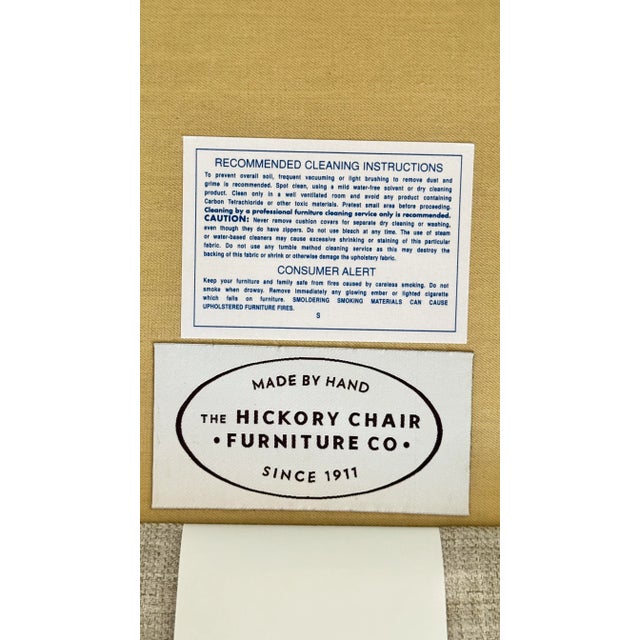 RECOMMENDED CLEANING INSTRUCTIONS
To prevent overall soil, frequent vacuuming or light brushing to remove dust and
grime is recommended. Spot clean, using a mild water-free solvent or dry cleaning
product. Clean only in a well ventilated room and avoid any product containing
Carbon Tetrachloride or other toxic materials. Pretest small area before proceeding.
Cleaning by a professional furniture cleaning service only is recommended.
CAUTION: Never remove cushion covers for separate dry cleaning or washing,
even though they do have zippers. Do not use bleach at any time. The use of steam
or water-based cleaners may cause excessive shrinking or staining of this particular
fabric. Do not use any tumble method cleaning service as this may destroy the
backing of this fabric or shrink or otherwise damage the upholstery fabric.
CONSUMER ALERT
Keep your furniture and family safe from fires caused by careless smoking. Do not
smoke when drowsy. Remove immediately any glowing ember or lighted cigarette
which falls on furniture. SMOLDERING SMOKING MATERIALS CAN CAUSE
UPHOLSTERED FURNITURE FIRES.
S
MADE BY HAND
THE HICKORY CHAIR
• FURNITURE CO •
SINCE 1911